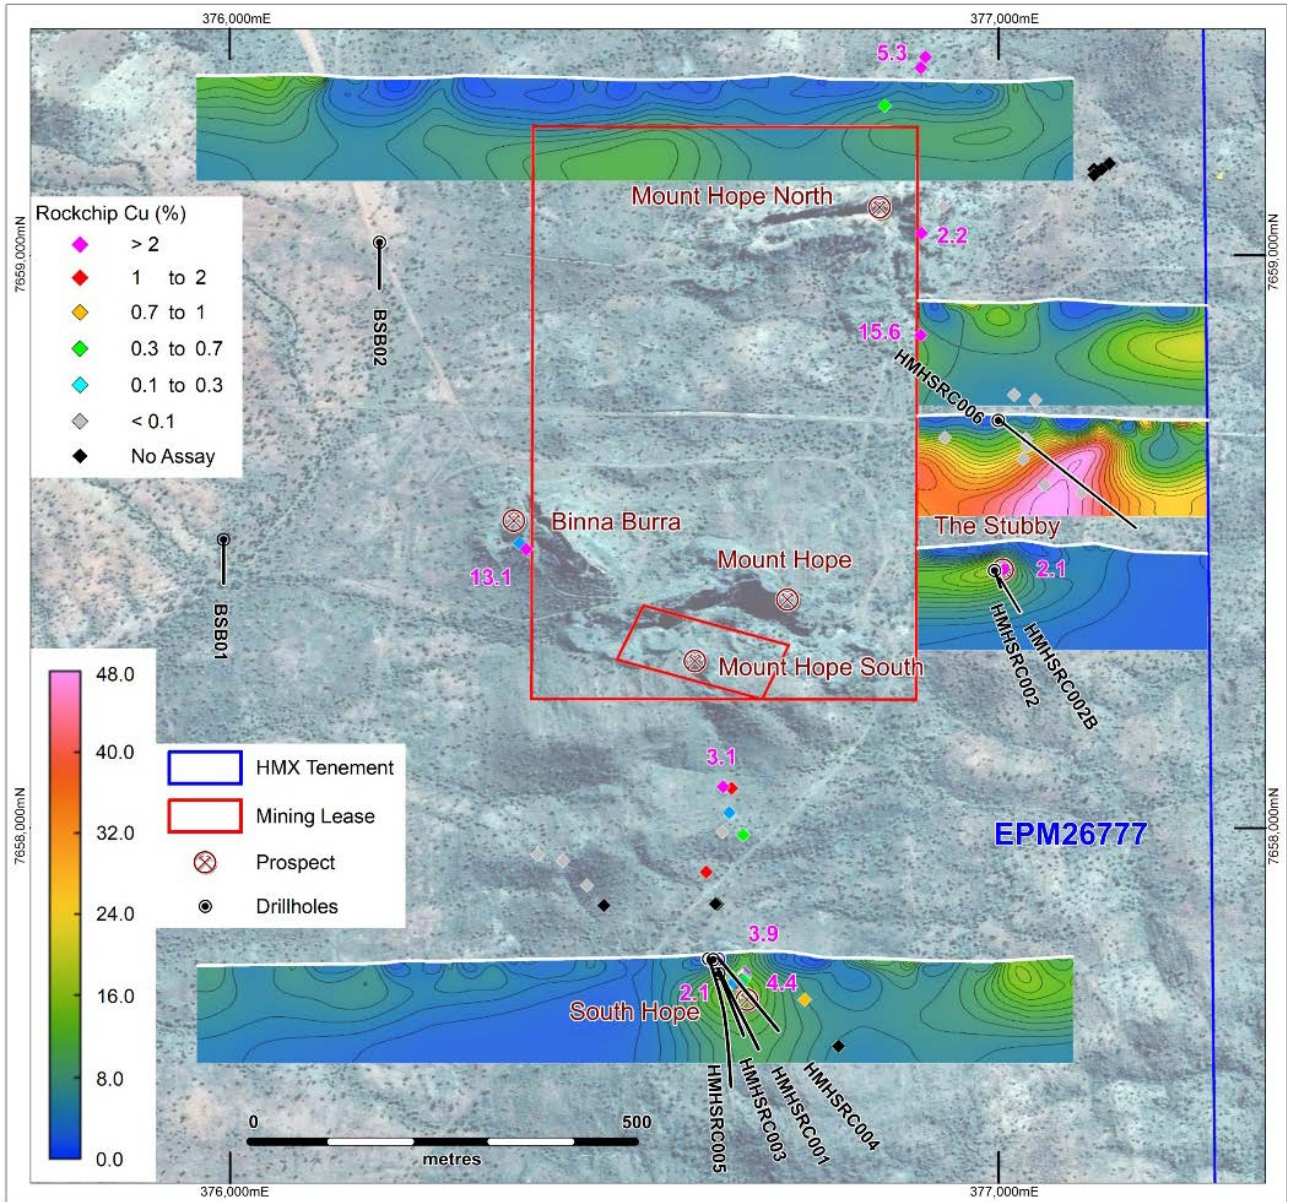 376,000mE
377,000mE
5.3
Mount Hope North
2.2
7659,000mN
7659,000mN
Rockchip Cu (%)
> 2
1 to 2
0.7 to 1
0.3 to 0.7
0.1 to 0.3
< 0.1
No Assay
BSB02
15.6
HMHSRC006
The Stubby
Binna Burra
13.1
Mount Hope
2.1
BSB01
HMHSRC002
HMHSRC002B
Mount Hope South
48.0
40.0
32.0
24.0
16.0
8.0
0.0
HMX Tenement
Mining Lease
Prospect
Drillholes
3.1
EPM26777
7658,000mN
7658,000mN
3.9
2.1
4.4
South Hope
HMHSRC005
HMHSRC003
HMHSRC001
HMHSRC004
0
500
metres
376,000mE
377,000mE